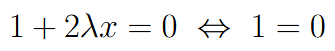 1 + 2λx = 0 ⇔ 1 = 0